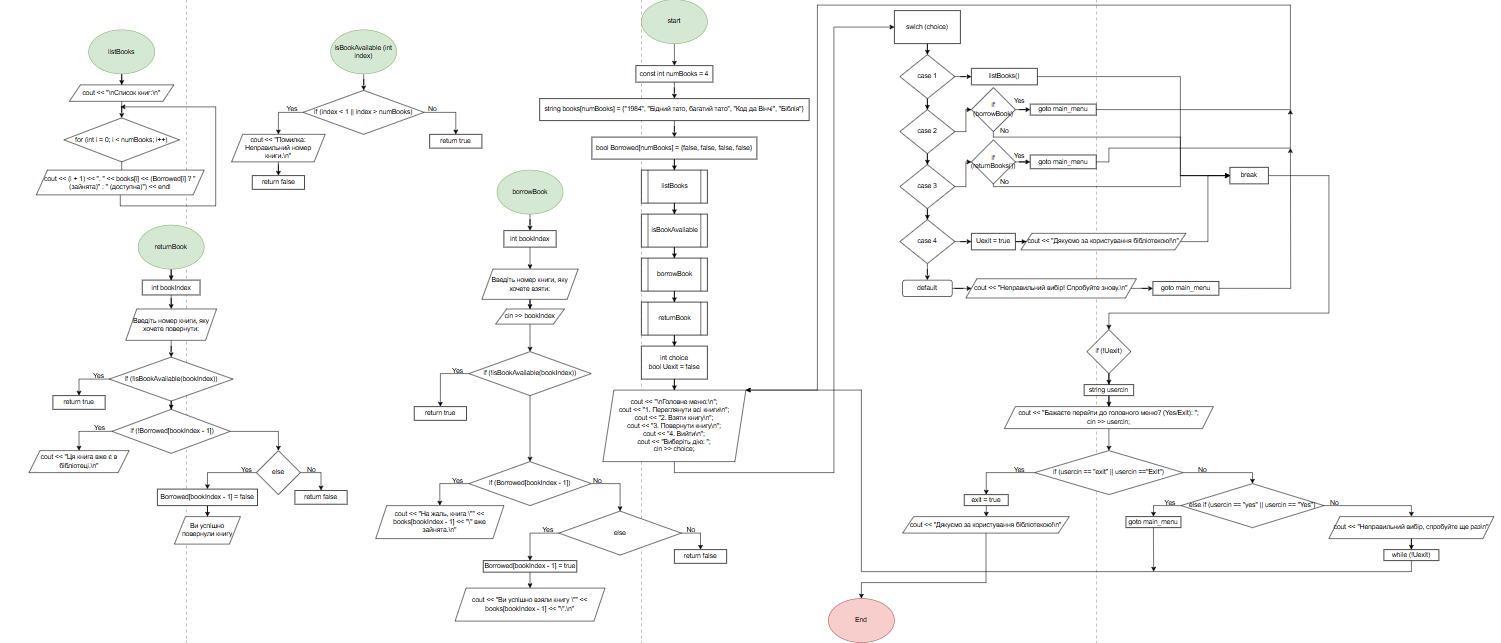 listBooks
cout << "\nСписок книг:\n"
for (int i = 0; i < numBooks; i++)
cout << (i + 1) << ". " << books[i] << (Borrowed[i] ? "
(зайнята)" : " (доступна)") << endl
isBookAvailable (int
index)
Yes
if (index < 1 || index > numBooks)
No
cout << "Помилка:
Неправильний номер
книги.\n"
return false
return true
returnBook
int bookIndex
Введіть номер книги, яку
хочете повернути:
Yes
if (!isBookAvailable(bookIndex))
return true
Yes
if (!Borrowed[bookIndex - 1])
cout << "Ця книга вже є в
бібліотеці.\n"
Yes
else
No
Borrowed[bookIndex - 1] = false
return false
Ви успішно
повернули книгу
borrowBook
int bookIndex
Введіть номер книги, яку
хочете взяти:
cin >> bookIndex
Yes
if (!isBookAvailable(bookIndex))
return true
Yes
if (Borrowed[bookIndex - 1])
No
cout << "На жаль, книга \"" <<
books[bookIndex - 1] << "\" вже
зайнята.\n"
Yes
else
No
Borrowed[bookIndex - 1] = true
return false
cout << "Ви успішно взяли книгу \"" <<
books[bookIndex - 1] << "\".\n"
start
const int numBooks = 4
string books[numBooks] = {"1984", "Бідний тато, багатий тато", "Код да Вінчі", "Біблія"}
bool Borrowed[numBooks] = {false, false, false, false}
listBooks
isBookAvailable
borrowBook
returnBook
int choice
bool Uexit = false
cout << "\nГоловне меню:\n";
cout << "1. Переглянути всі книги\n";
cout << "2. Взяти книгу\n";
cout << "3. Повернути книгу\n";
cout << "4. Вийти\n";
cout << "Виберіть дію: ";
cin >> choice;
swich (choice)
case 1
listBooks()
case 2
if
(borrowBook)
Yes
goto main_menu
No
case 3
if
(returnBooks())
Yes
goto main_menu
No
break
case 4
Uexit = true
cout << "Дякуємо за користування бібліотекою!\n"
default
cout << "Неправильний вибір! Спробуйте знову.\n"
goto main_menu
if (!Uexit)
string usercin
cout << "Бажаєте перейти до головного меню? (Yes/Exit): ";
cin >> usercin;
Yes
if (usercin == "exit" || usercin =="Exit")
No
exit = true
cout << "Дякуємо за користування бібліотекою!\n"
Yes
else if (usercin == "yes" || usercin == "Yes")
No
goto main_menu
cout << "Неправильний вибір, спробуйте ще раз\n"
while (!Uexit)
End